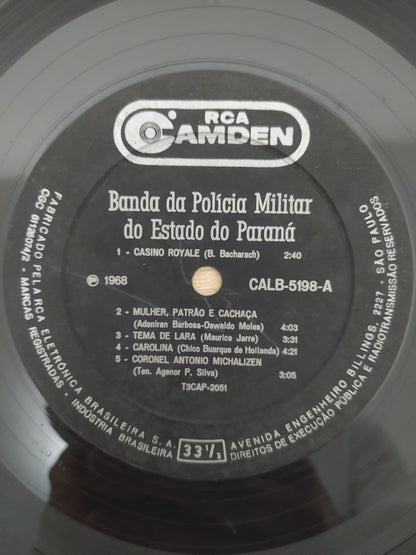 RCA
CAMDEN
Banda da Polícia Militar
do Estado do Paraná
1 - CASINO ROYALE (B. Bacharach) 2:40
℗ 1968 CALB-5198-A
2 - MULHER, PATRÃO E CACHAÇA
(Adoniran Barbosa-Oswaldo Moles) 4:03
3 - TEMA DE LARA (Maurice Jarre) 3:31
4 - CAROLINA (Chico Buarque de Hollanda) 4:21
5 - CORONEL ANTONIO MICHALIZEN
(Ten. Agenor P. Silva) 3:05
T3CAP-2051
33 1/3
FABRICADO PELA RCA ELETRÔNICA BRASILEIRA S.A.
MARCAS REGISTRADAS - INDÚSTRIA BRASILEIRA
AVENIDA ENGENHEIRO BILLINGS, 2227 - SÃO PAULO
DIREITOS DE EXECUÇÃO PÚBLICA E RADIOTRANSMISSÃO RESERVADOS